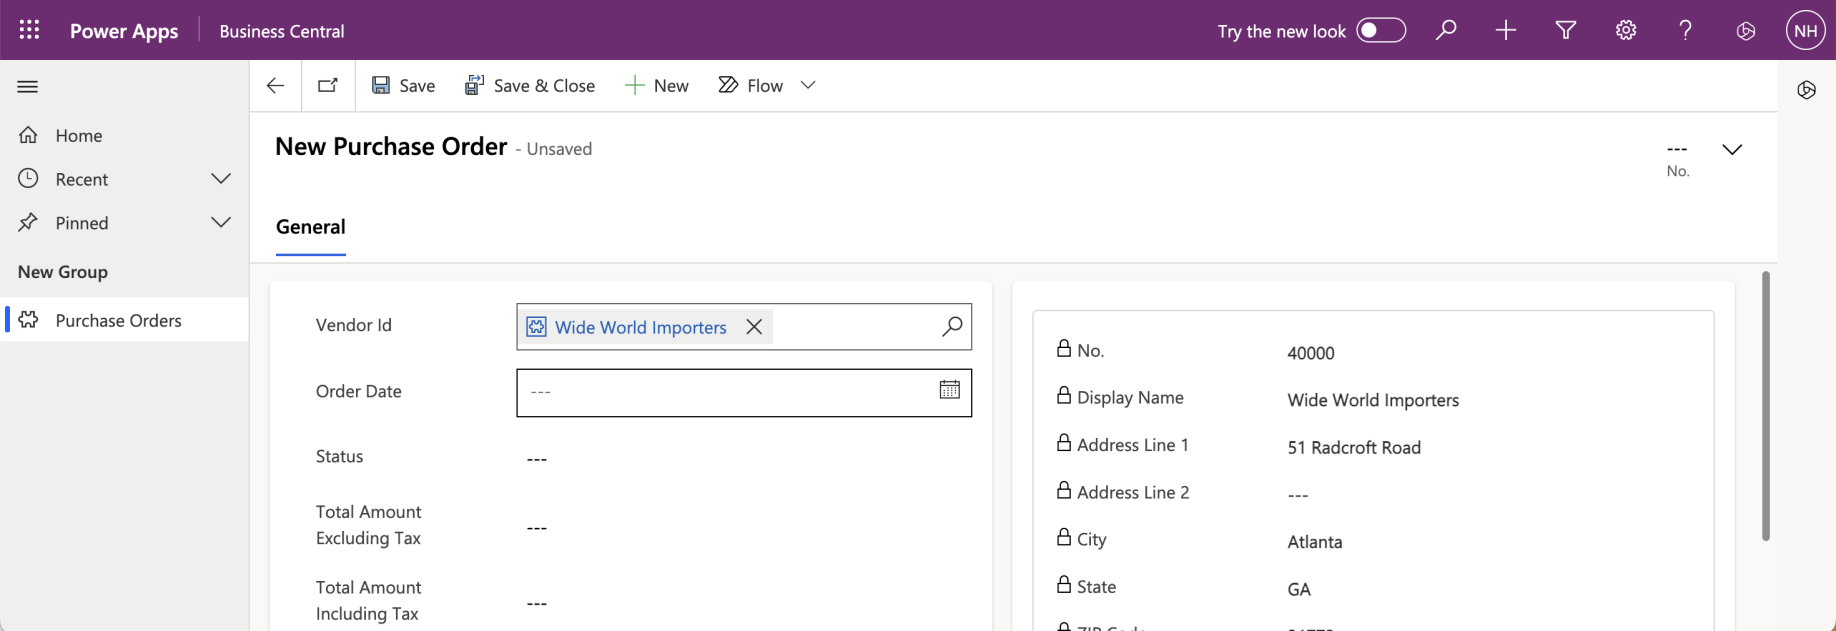 Power Apps
Business Central
Try the new look
NH
Save
Save & Close
New
Flow
Home
Recent
Pinned
New Group
Purchase Orders
New Purchase Order - Unsaved
---
No.
General
Vendor Id
Wide World Importers
Order Date
---
Status
---
Total Amount
Excluding Tax
---
Total Amount
Including Tax
---
No.
40000
Display Name
Wide World Importers
Address Line 1
51 Radcroft Road
Address Line 2
---
City
Atlanta
State
GA